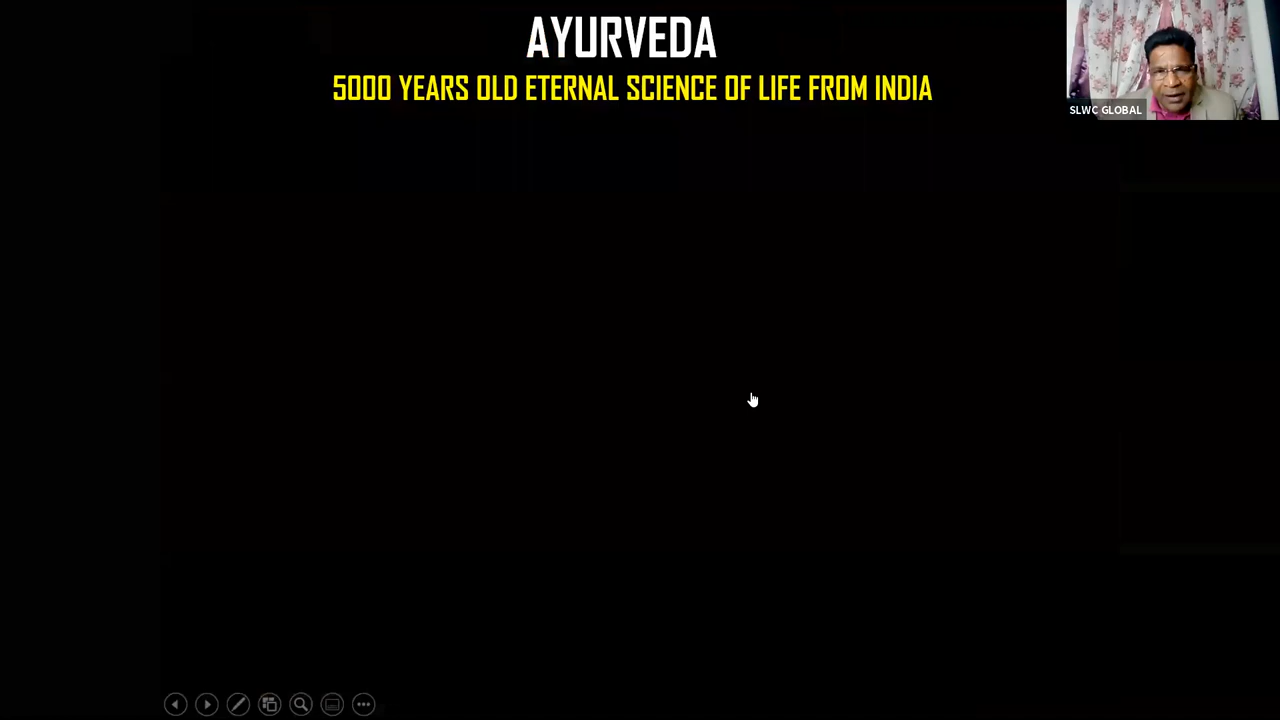 AYURVEDA
5000 YEARS OLD ETERNAL SCIENCE OF LIFE FROM INDIA
SLWC GLOBAL